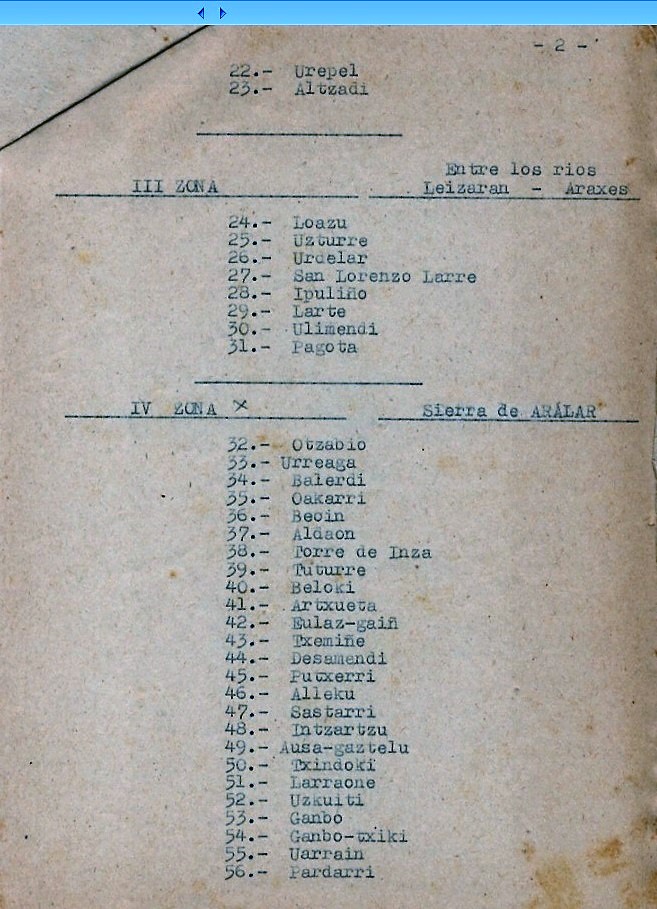 - 2 -
22.- Urepel
23.- Altzadi
III ZONA
Entre los rios
Leizaran - Araxes
24.- Loazu
25.- Uzturre
26.- Urdelar
27.- San Lorenzo Larre
28.- Ipuliño
29.- Larte
30.- Ulimendi
31.- Pagota
IV ZONA X
Sierra de ARÁLAR
32.- Otzabio
33.- Urreaga
34.- Balerdi
35.- Oakarri
36.- Beoin
37.- Aldaon
38.- Torre de Inza
39.- Tuturre
40.- Beloki
41.- Artxueta
42.- Eulaz-gaiñ
43.- Txemiñe
44.- Desamendi
45.- Putxerri
46.- Alleku
47.- Sastarri
48.- Intzartzu
49.- Ausa-gaztelu
50.- Txindoki
51.- Larraone
52.- Uzkuiti
53.- Ganbo
54.- Ganbo-txiki
55.- Uarrain
56.- Pardarri